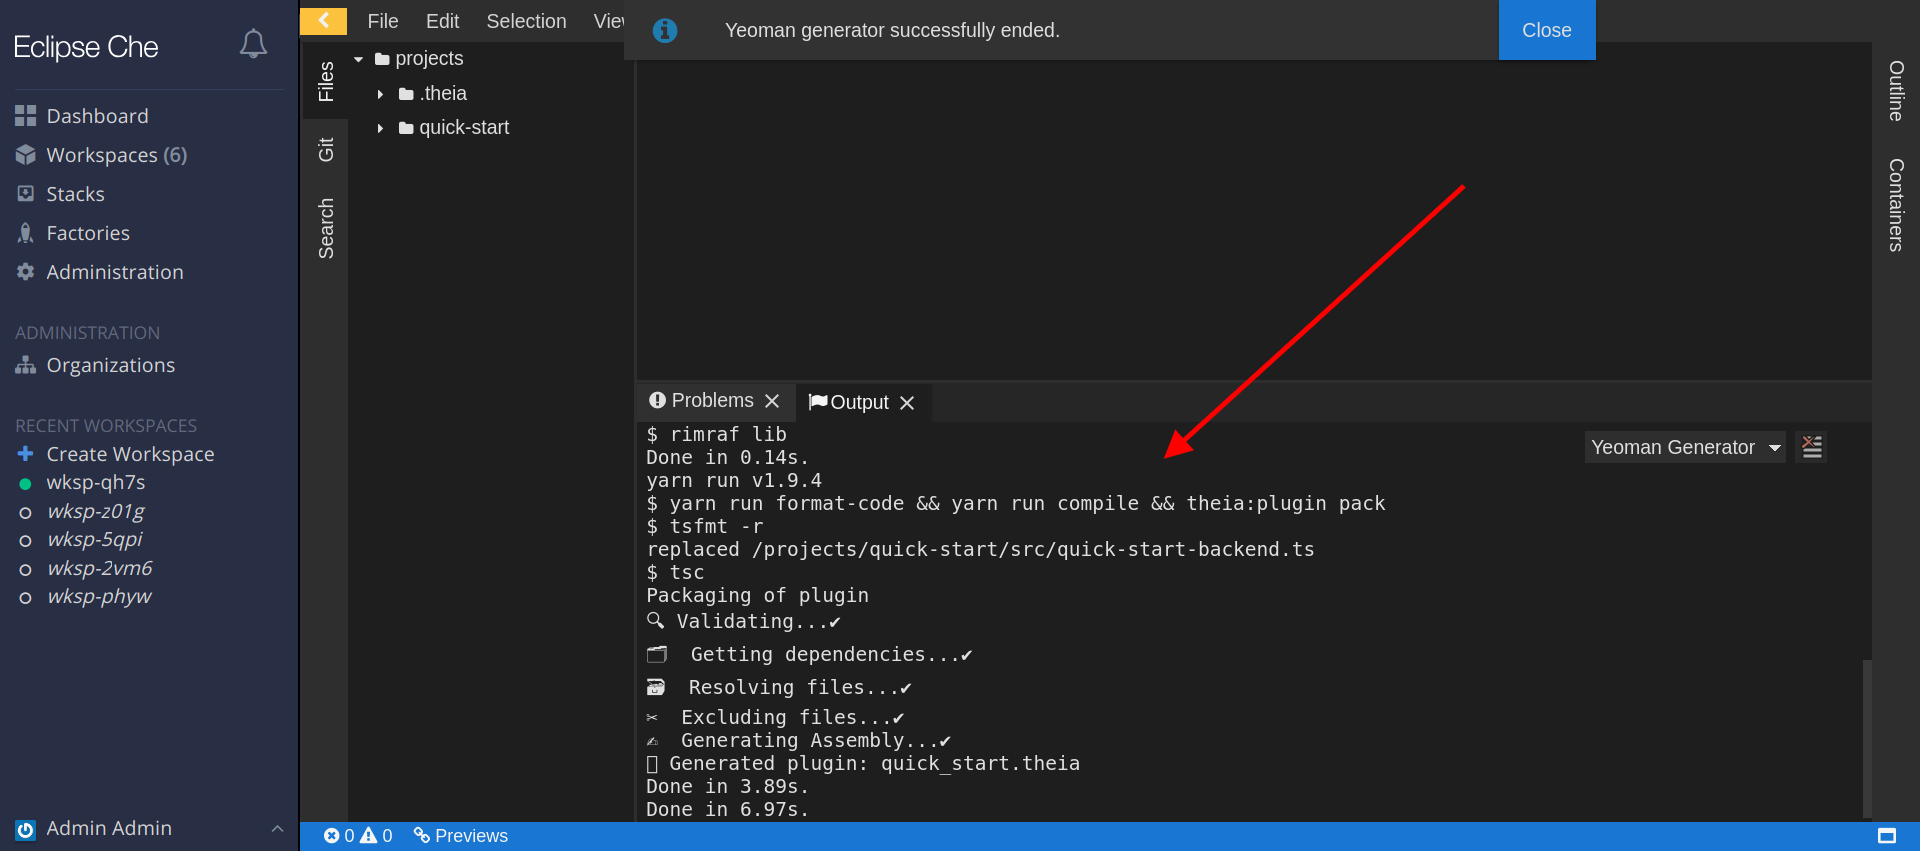 Eclipse Che
Dashboard
Workspaces (6)
Stacks
Factories
Administration
ADMINISTRATION
Organizations
RECENT WORKSPACES
Create Workspace
wksp-qh7s
wksp-z01g
wksp-5qpi
wksp-2vm6
wksp-phyw
Admin Admin
File Edit Selection View
Yeoman generator successfully ended.
Close
Files
Git
Search
projects
.theia
quick-start
Outline
Containers
Problems
Output
Yeoman Generator
$ rimraf lib
Done in 0.14s.
yarn run v1.9.4
$ yarn run format-code && yarn run compile && theia:plugin pack
$ tsfmt -r
replaced /projects/quick-start/src/quick-start-backend.ts
$ tsc
Packaging of plugin
🔍 Validating...✔
🗂 Getting dependencies...✔
🗃 Resolving files...✔
✂ Excluding files...✔
✍ Generating Assembly...✔
Generated plugin: quick_start.theia
Done in 3.89s.
Done in 6.97s.
0 0 Previews